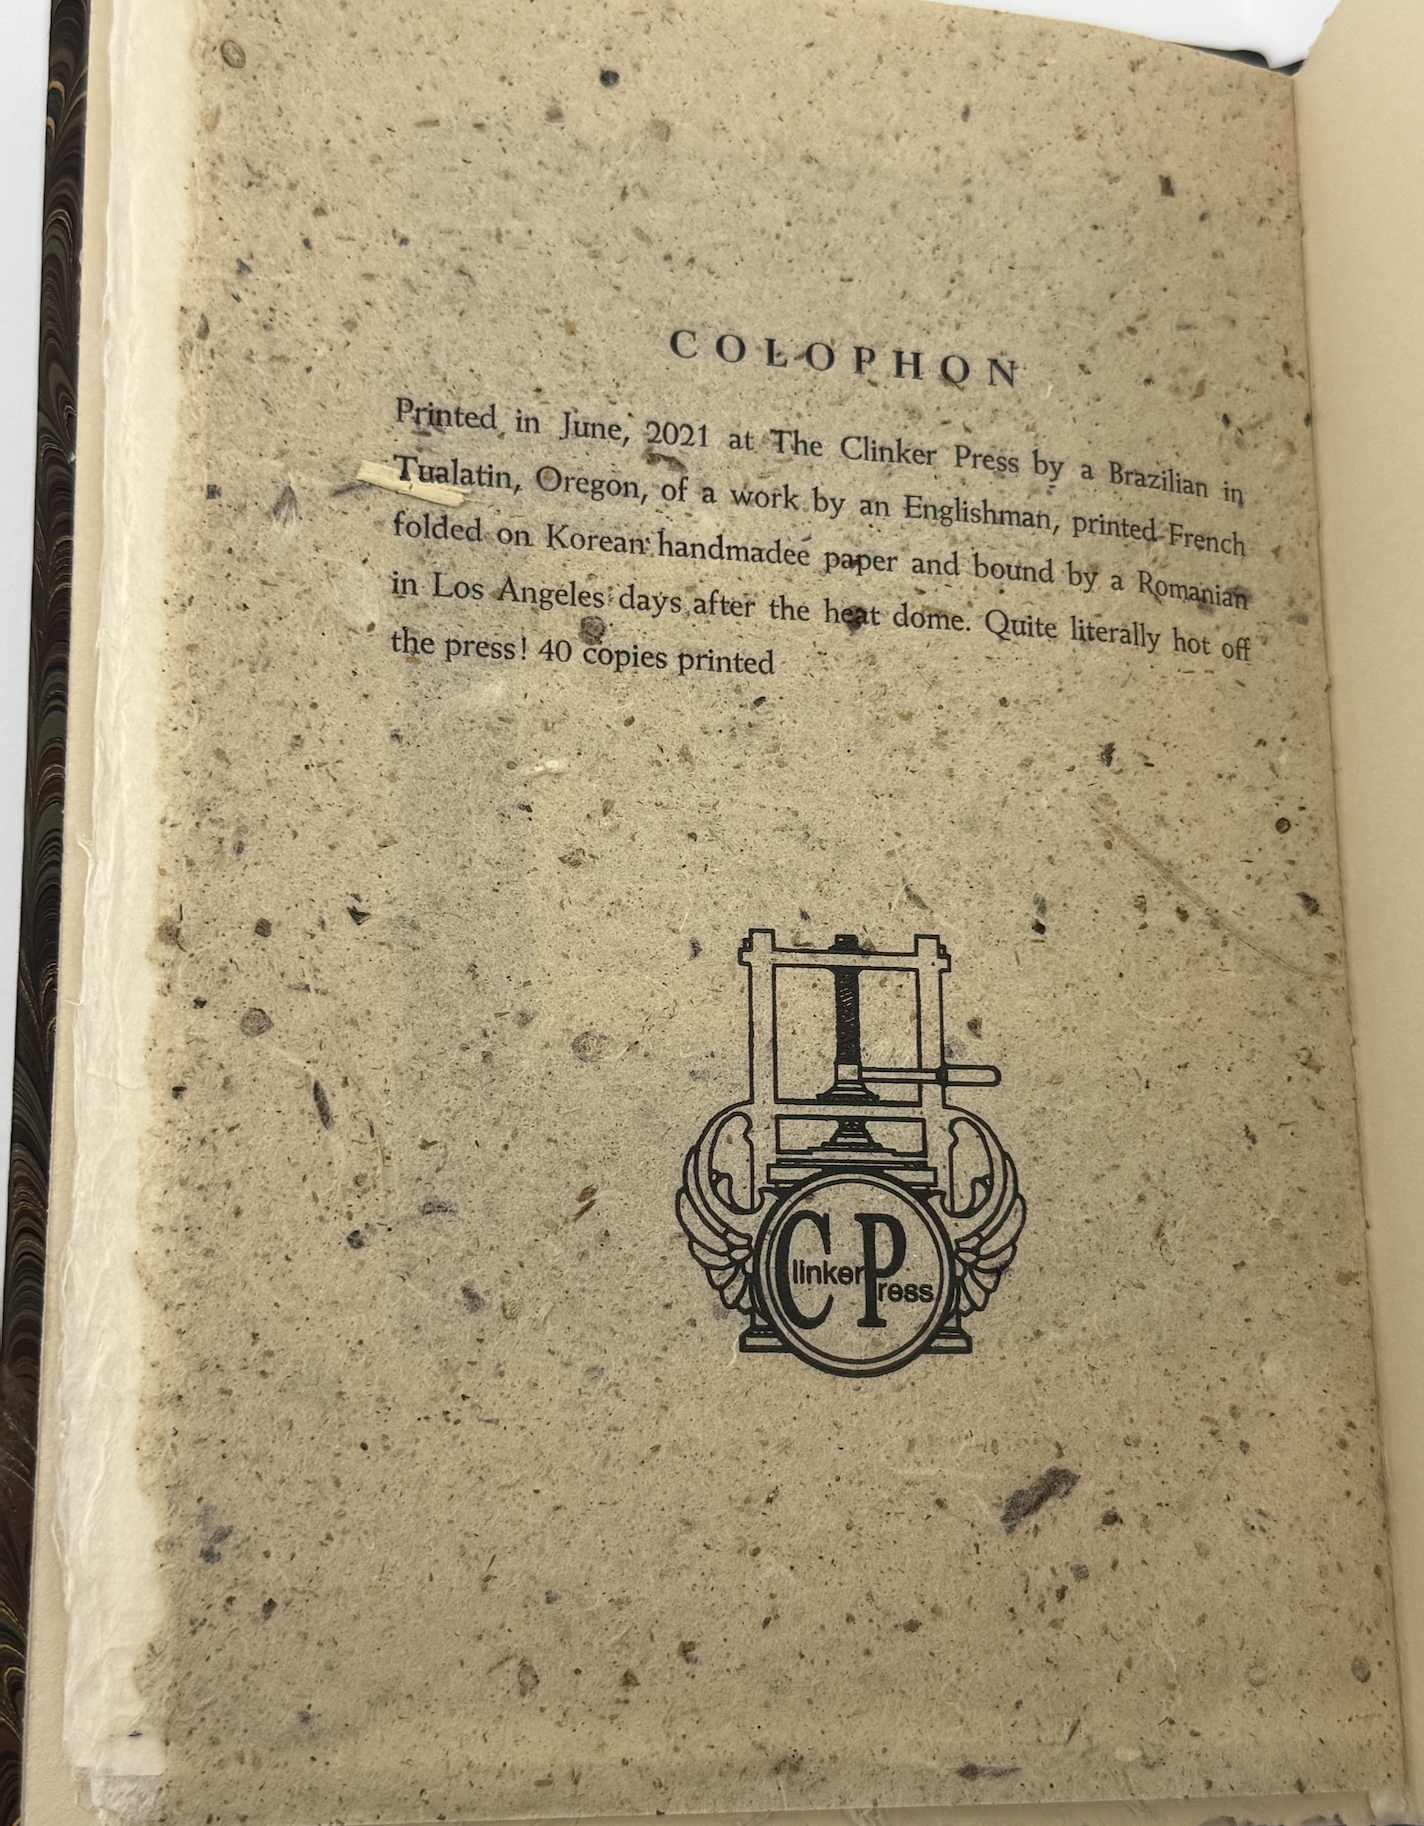 COLOPHON
Printed in June, 2021 at The Clinker Press by a Brazilian in
Tualatin, Oregon, of a work by an Englishman, printed French
folded on Korean handmadee paper and bound by a Romanian
in Los Angeles days after the heat dome. Quite literally hot off
the press! 40 copies printed
Clinker Press